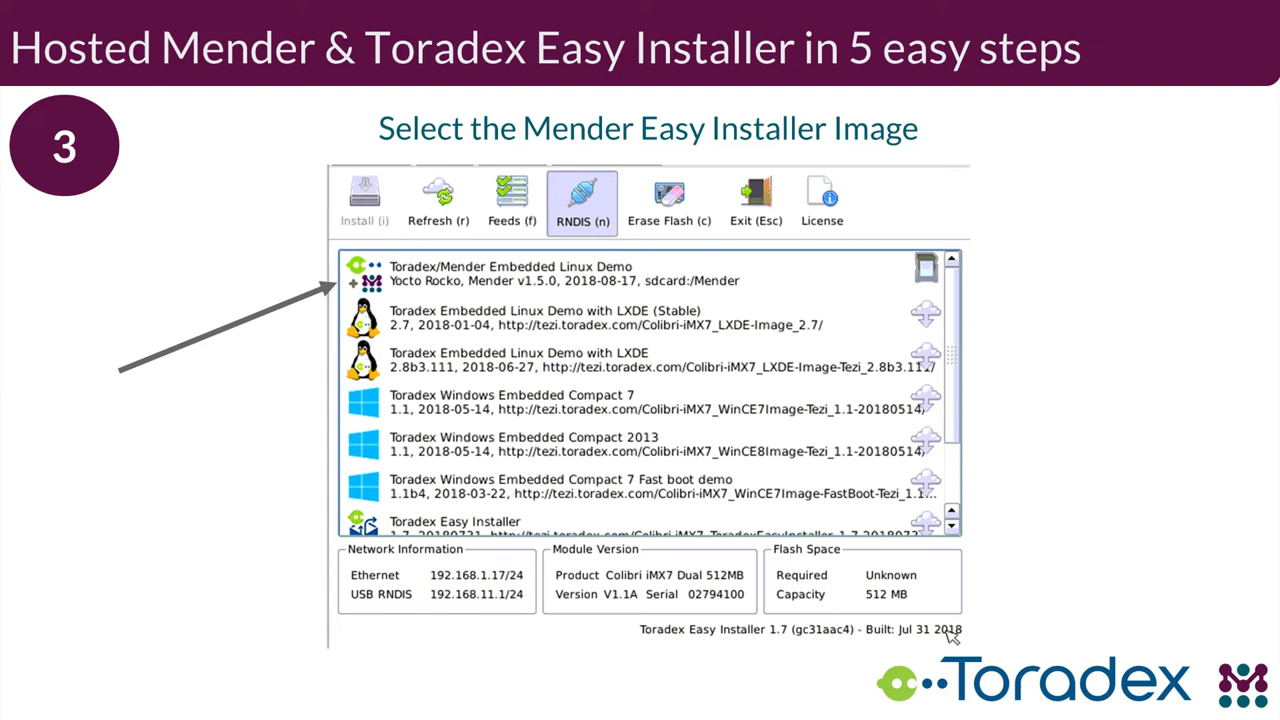 Hosted Mender & Toradex Easy Installer in 5 easy steps
3
Select the Mender Easy Installer Image
Install (i) Refresh (r) Feeds (f) RNDIS (n) Erase Flash (c) Exit (Esc) License
Toradex/Mender Embedded Linux Demo
Yocto Rocko, Mender v1.5.0, 2018-08-17, sdcard:/Mender
Toradex Embedded Linux Demo with LXDE (Stable)
2.7, 2018-01-04, http://tezi.toradex.com/Colibri-iMX7_LXDE-Image_2.7/
Toradex Embedded Linux Demo with LXDE
2.8b3.111, 2018-06-27, http://tezi.toradex.com/Colibri-iMX7_LXDE-Image-Tezi_2.8b3.111/
Toradex Windows Embedded Compact 7
1.1, 2018-05-14, http://tezi.toradex.com/Colibri-iMX7_WinCE7Image-Tezi_1.1-20180514/
Toradex Windows Embedded Compact 2013
1.1, 2018-05-14, http://tezi.toradex.com/Colibri-iMX7_WinCE8Image-Tezi_1.1-20180514/
Toradex Windows Embedded Compact 7 Fast boot demo
1.1b4, 2018-03-22, http://tezi.toradex.com/Colibri-iMX7_WinCE7Image-FastBoot-Tezi_1.1...
Toradex Easy Installer
Network Information
Ethernet 192.168.1.17/24
USB RNDIS 192.168.11.1/24
Module Version
Product Colibri iMX7 Dual 512MB
Version V1.1A Serial 02794100
Flash Space
Required Unknown
Capacity 512 MB
Toradex Easy Installer 1.7 (gc31aac4) - Built: Jul 31 2018
Toradex